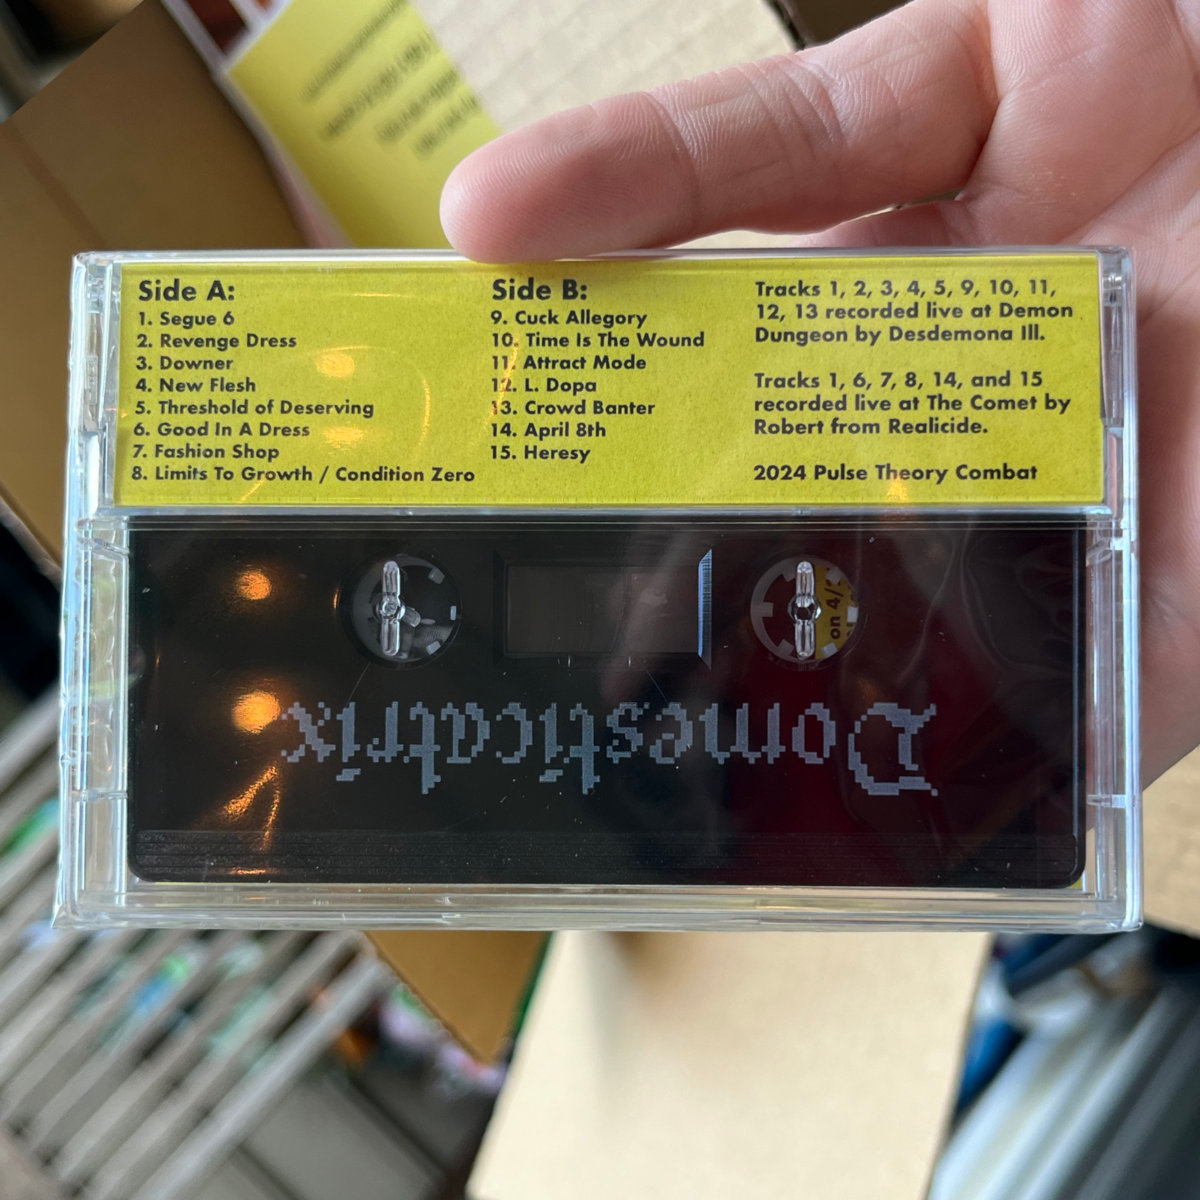 Side A:
1. Segue 6
2. Revenge Dress
3. Downer
4. New Flesh
5. Threshold of Deserving
6. Good In A Dress
7. Fashion Shop
8. Limits To Growth / Condition Zero
Side B:
9. Cuck Allegory
10. Time Is The Wound
11. Attract Mode
12. L. Dopa
13. Crowd Banter
14. April 8th
15. Heresy
Tracks 1, 2, 3, 4, 5, 9, 10, 11,
12, 13 recorded live at Demon
Dungeon by Desdemona Ill.
Tracks 1, 6, 7, 8, 14, and 15
recorded live at The Comet by
Robert from Realicide.
2024 Pulse Theory Combat
on 4/
Domesticatrix